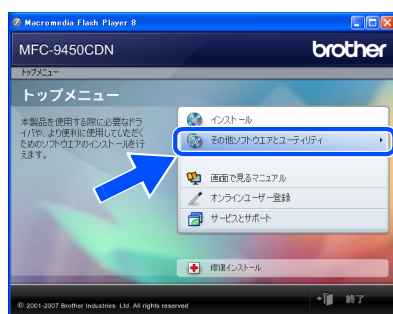 Macromedia Flash Player 8
MFC-9450CDN
brother
トップメニュー
トップメニュー
本製品を使用する際に必要なドラ
イバや、より便利に使用していただく
ためのソフトウエアのインストールを行
えます。
インストール
その他ソフトウエアとユーティリティ
画面で見るマニュアル
オンラインユーザー登録
サービスとサポート
修復インストール
© 2001-2007 Brother Industries Ltd. All rights reserved
終了